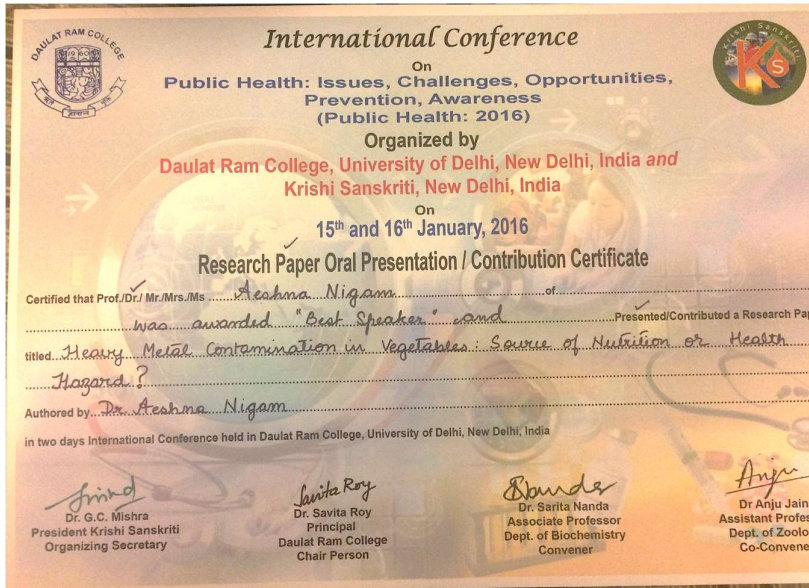 DAULAT RAM COLLEGE
1960
Krishi Sanskriti
KS
International Conference
On
Public Health: Issues, Challenges, Opportunities,
Prevention, Awareness
(Public Health: 2016)
Organized by
Daulat Ram College, University of Delhi, New Delhi, India and
Krishi Sanskriti, New Delhi, India
On
15th and 16th January, 2016
Research Paper Oral Presentation / Contribution Certificate
Certified that Prof./Dr./ Mr./Mrs./Ms Aeshna Nigam of
was awarded "Best Speaker" and Presented/Contributed a Research Pap
titled Heavy Metal Contamination in Vegetables: Source of Nutrition or Health
Hazard?
Authored by Dr Aeshna Nigam
in two days International Conference held in Daulat Ram College, University of Delhi, New Delhi, India
Savita Roy
Anju
Dr. G.C. Mishra
President Krishi Sanskriti
Organizing Secretary
Dr. Savita Roy
Principal
Daulat Ram College
Chair Person
Dr. Sarita Nanda
Associate Professor
Dept. of Biochemistry
Convener
Dr Anju Jain
Assistant Profes
Dept. of Zoolo
Co-Convene